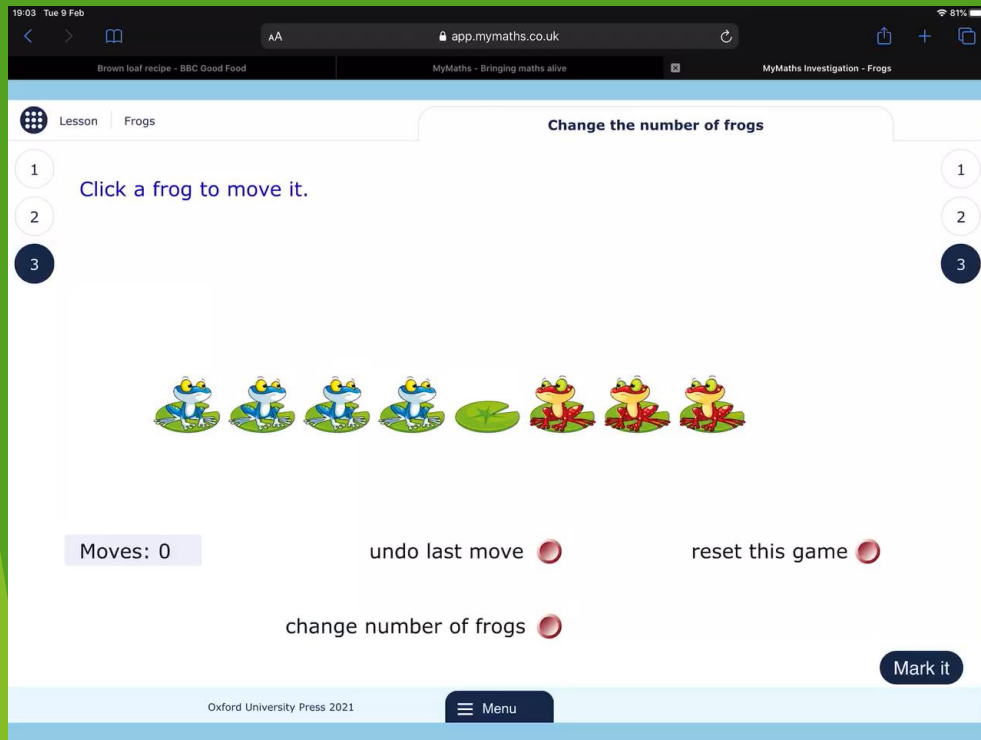 19:03 Tue 9 Feb
81%
AA
app.mymaths.co.uk
Brown loaf recipe - BBC Good Food
MyMaths - Bringing maths alive
MyMaths Investigation - Frogs
Lesson
Frogs
Change the number of frogs
1
1
Click a frog to move it.
2
2
3
3
Moves: 0
undo last move
reset this game
change number of frogs
Mark it
Oxford University Press 2021
Menu